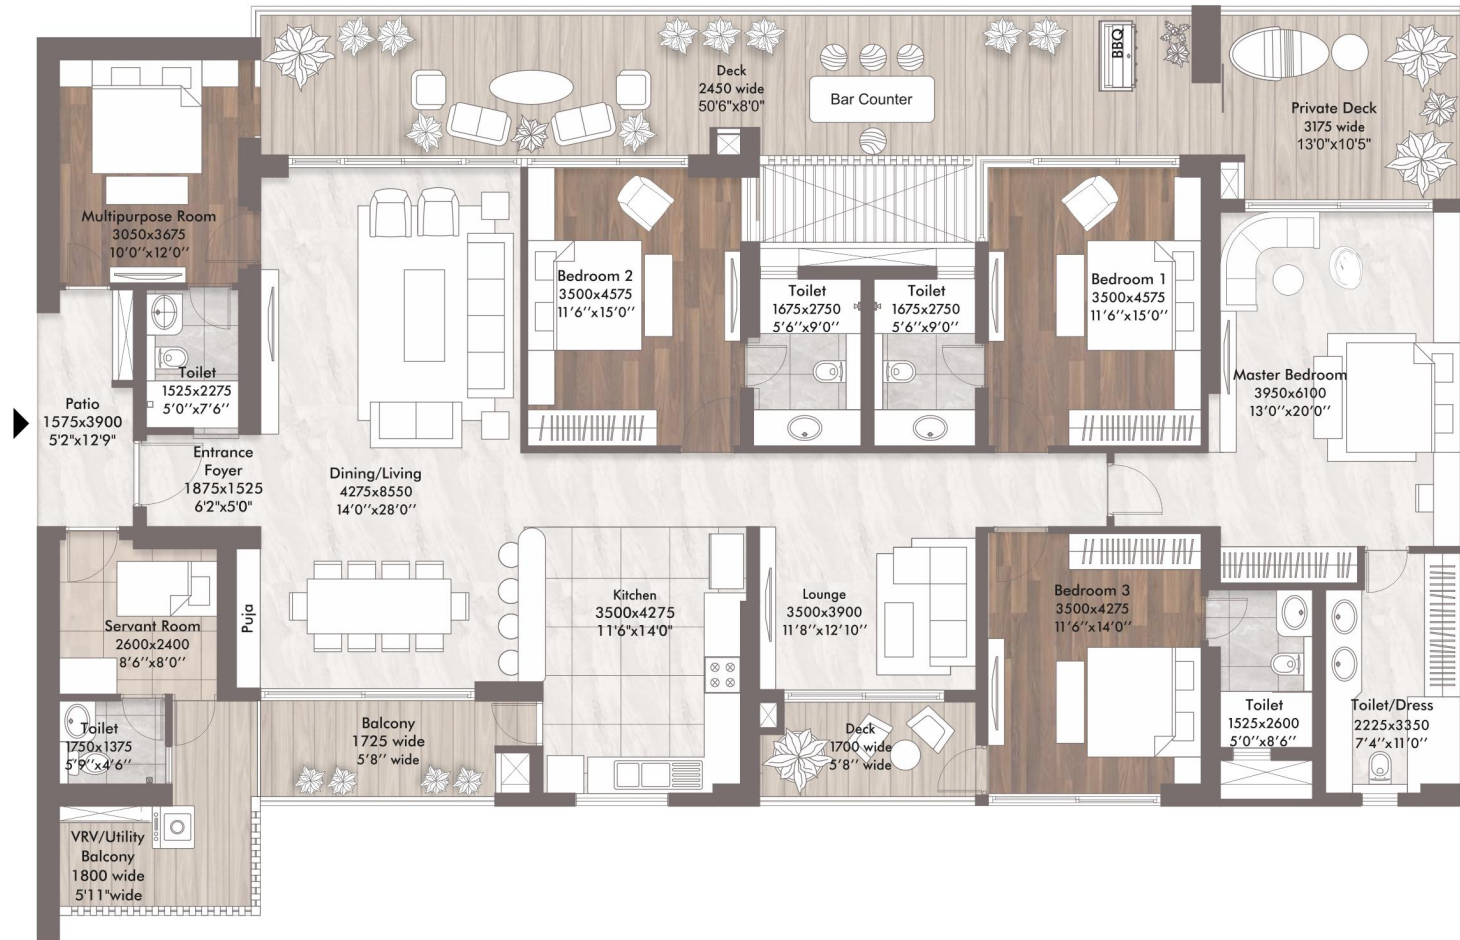 Deck
2450 wide
50'6"x8'0"
Bar Counter
BBQ
Private Deck
3175 wide
13'0"x10'5"
Multipurpose Room
3050x3675
10'0''x12'0''
Bedroom 2
3500x4575
11'6''x15'0''
Toilet
1675x2750
5'6''x9'0''
Toilet
1675x2750
5'6''x9'0''
Bedroom 1
3500x4575
11'6''x15'0''
Toilet
1525x2275
5'0''x7'6''
Master Bedroom
3950x6100
13'0''x20'0''
Patio
1575x3900
5'2"x12'9"
Entrance
Foyer
1875x1525
6'2"x5'0"
Dining/Living
4275x8550
14'0''x28'0''
Puja
Servant Room
2600x2400
8'6''x8'0''
Kitchen
3500x4275
11'6"x14'0"
Lounge
3500x3900
11'8''x12'10''
Bedroom 3
3500x4275
11'6''x14'0''
Toilet
1750x1375
5'9''x4'6''
Balcony
1725 wide
5'8'' wide
Deck
1700 wide
5'8'' wide
Toilet
1525x2600
5'0''x8'6''
Toilet/Dress
2225x3350
7'4''x11'0''
VRV/Utility
Balcony
1800 wide
5'11"wide